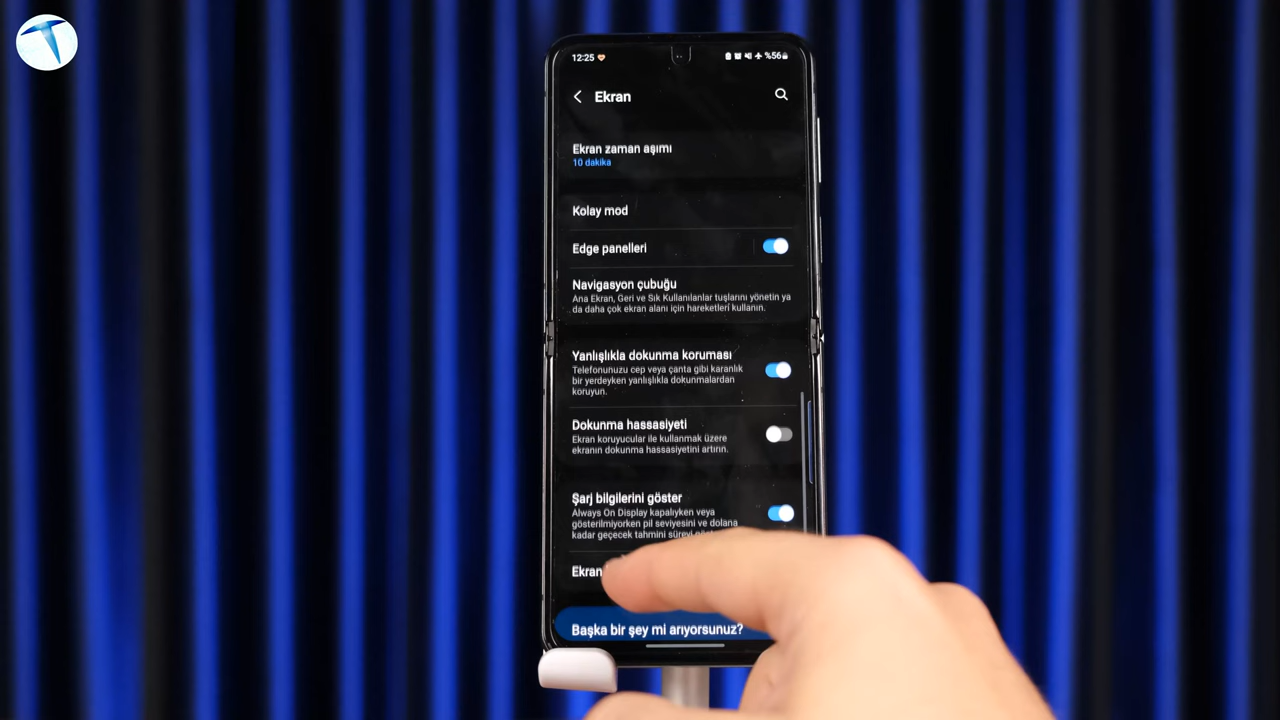 12:25
%56
Ekran
Ekran zaman aşımı
10 dakika
Kolay mod
Edge panelleri
Navigasyon çubuğu
Ana Ekran, Geri ve Sık Kullanılanlar tuşlarını yönetin ya
da daha çok ekran alanı için hareketleri kullanın.
Yanlışlıkla dokunma koruması
Telefonunuzu cep veya çanta gibi karanlık
bir yerdeyken yanlışlıkla dokunmalardan
koruyun.
Dokunma hassasiyeti
Ekran koruyucular ile kullanmak üzere
ekranın dokunma hassasiyetini artırın.
Şarj bilgilerini göster
Always On Display kapalıyken veya
gösterilmiyorken pil seviyesini ve dolana
kadar geçecek tahmini süreyi
Ekran
Başka bir şey mi arıyorsunuz?